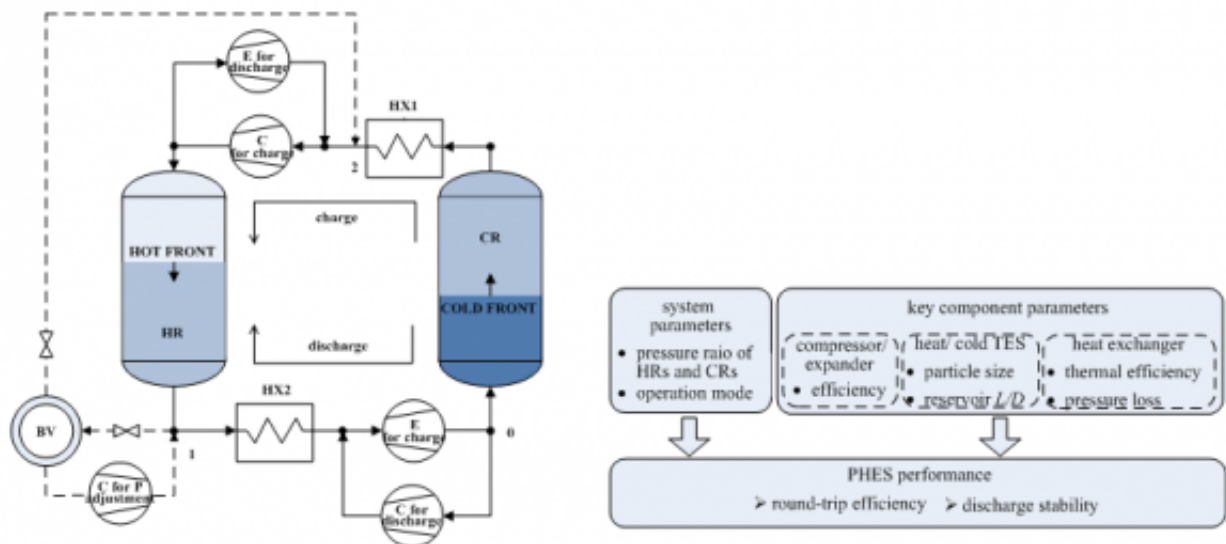 E for
discharge
HX1
C
for charge
2
charge
CR
HOT FRONT
COLD FRONT
HR
discharge
HX2
BV
E
for charge
0
1
C for P
adjustment
C for
discharge
system
parameters
• pressure raio of
HRs and CRs
• operation mode
key component parameters
compressor/
expander
• efficiency
heat/ cold TES
• particle size
• reservoir L/D
heat exchanger
• thermal efficiency
• pressure loss
PHES performance
➢ round-trip efficiency ➢ discharge stability